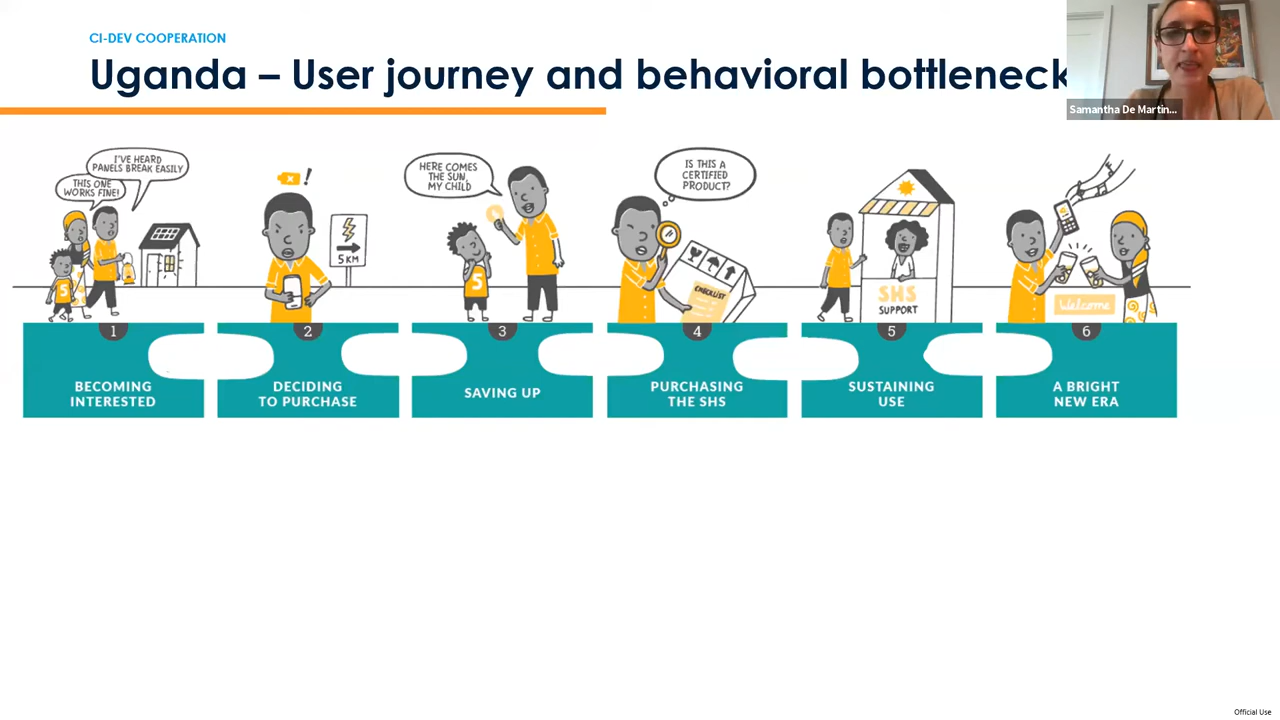 CI-DEV COOPERATION
Uganda – User journey and behavioral bottleneck
Samantha De Martin...
I'VE HEARD
PANELS BREAK EASILY
THIS ONE
WORKS FINE!
!
5 KM
HERE COMES
THE SUN,
MY CHILD
IS THIS A
CERTIFIED
PRODUCT?
S
S
CHECKLIST
SHS
SUPPORT
Welcome
1
BECOMING
INTERESTED
2
DECIDING
TO PURCHASE
3
SAVING UP
4
PURCHASING
THE SHS
5
SUSTAINING
USE
6
A BRIGHT
NEW ERA
Official Use